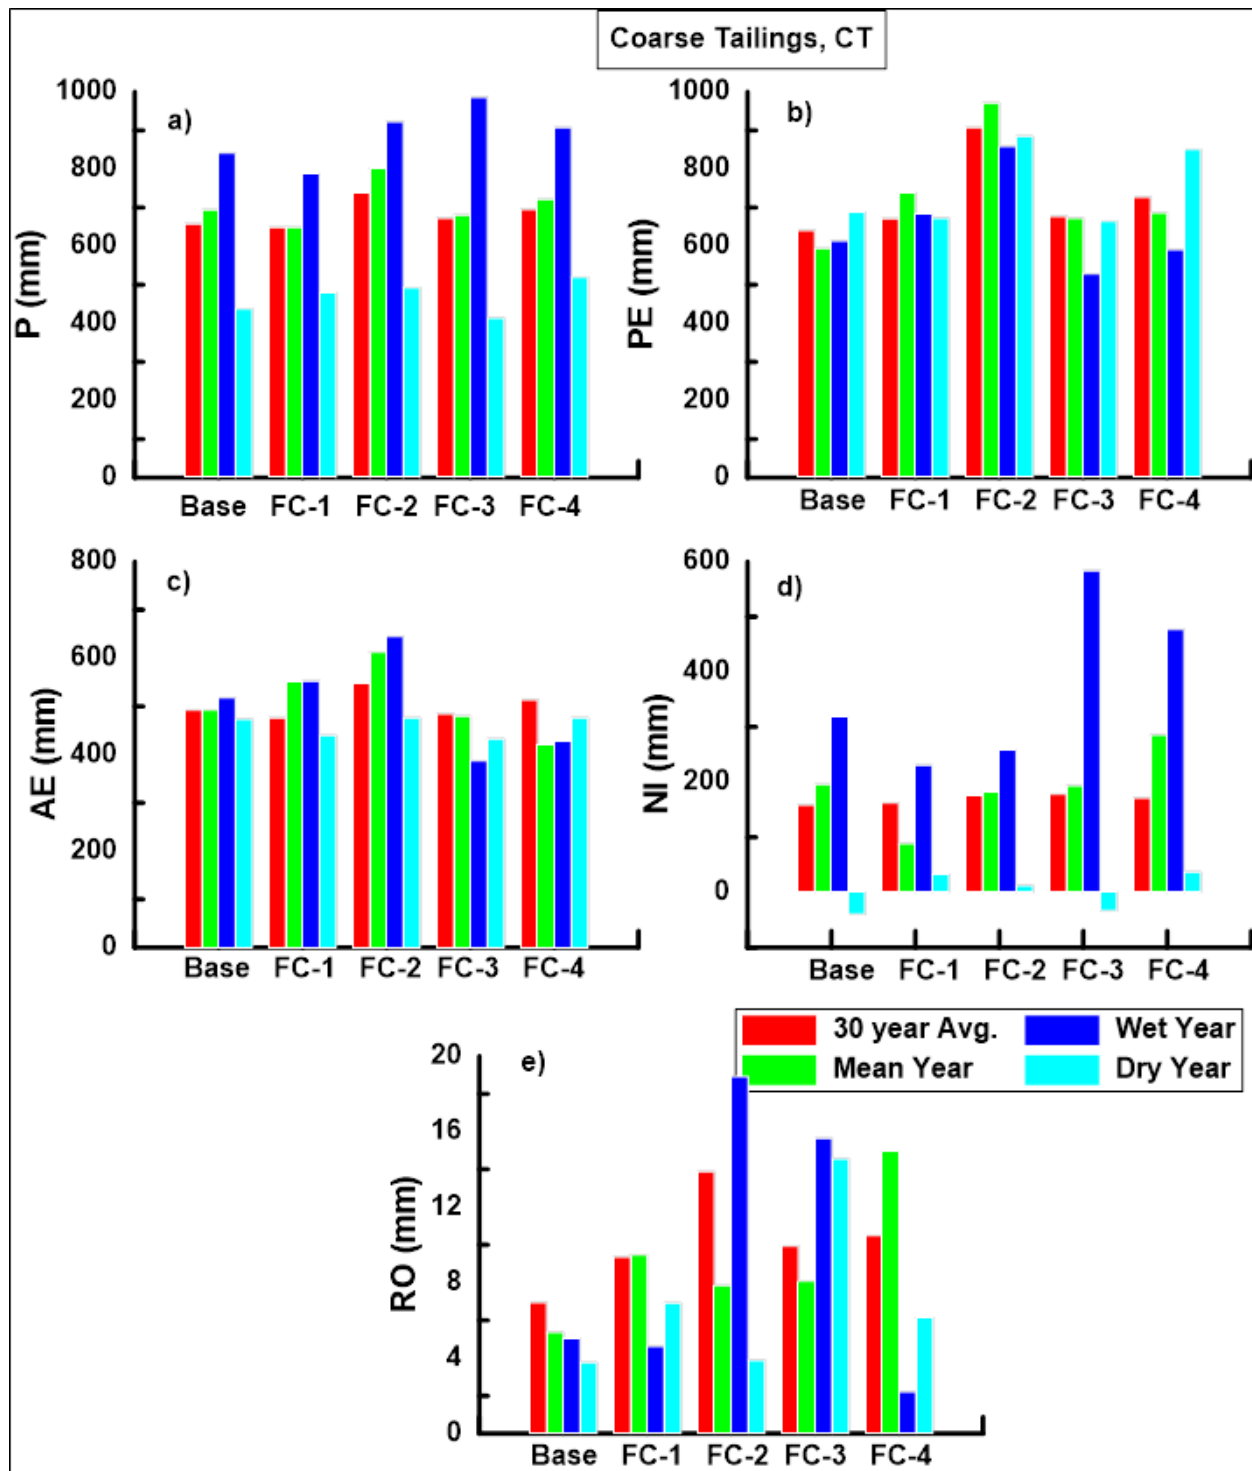 Coarse Tailings, CT
a)
P (mm)
1000
800
600
400
200
0
Base FC-1 FC-2 FC-3 FC-4
b)
PE (mm)
1000
800
600
400
200
0
Base FC-1 FC-2 FC-3 FC-4
c)
AE (mm)
800
600
400
200
0
Base FC-1 FC-2 FC-3 FC-4
d)
NI (mm)
600
400
200
0
Base FC-1 FC-2 FC-3 FC-4
30 year Avg. Wet Year
Mean Year Dry Year
e)
RO (mm)
20
16
12
8
4
0
Base FC-1 FC-2 FC-3 FC-4